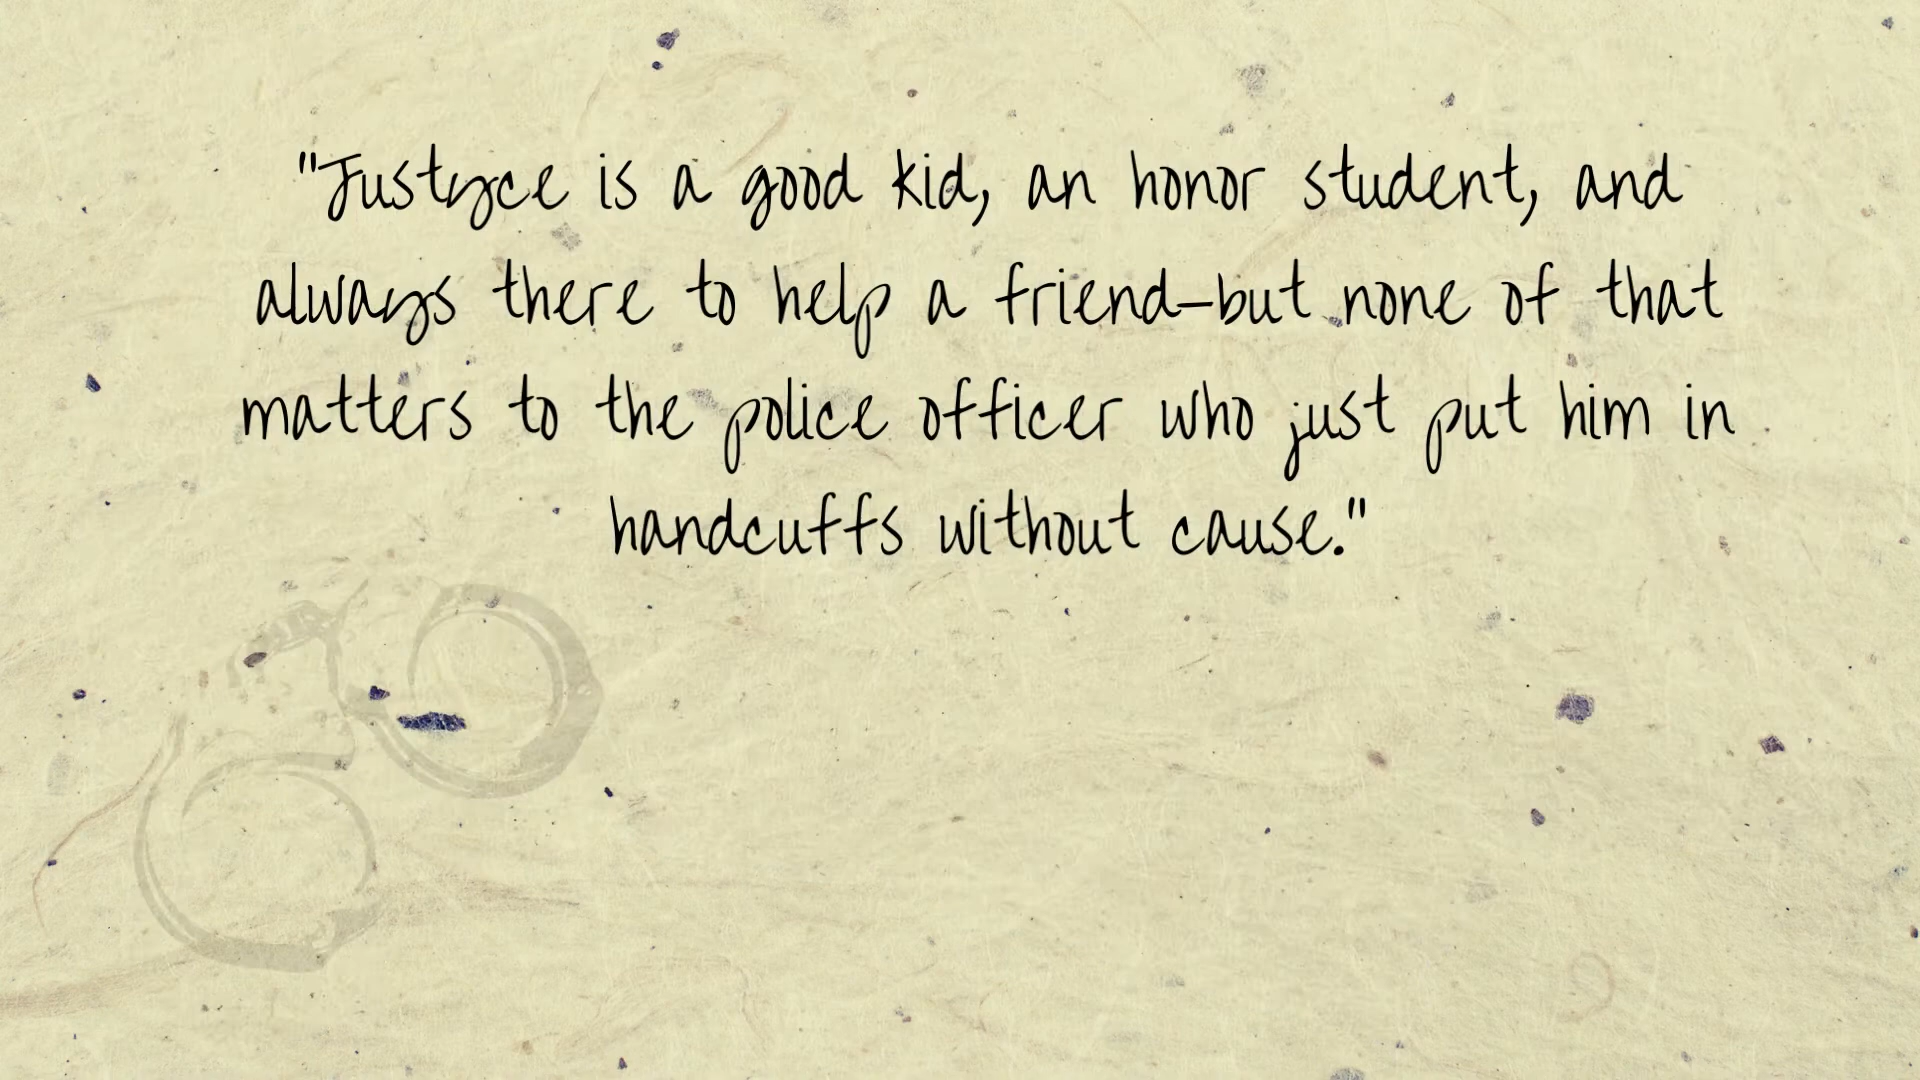 "Justyce is a good kid, an honor student, and
always there to help a friend—but none of that
matters to the police officer who just put him in
handcuffs without cause."